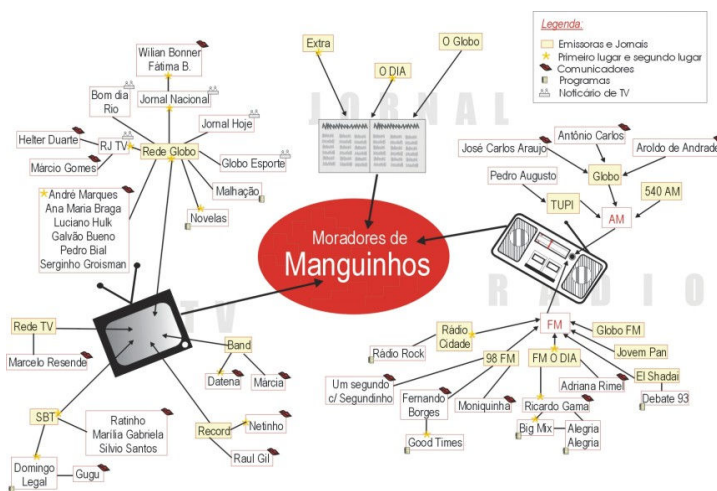 Wilian Bonner
Fátima B.
Bom dia
Rio
Jornal Nacional
Jornal Hoje
Helter Duarte
RJ TV
Rede Globo
Globo Esporte
Márcio Gomes
Malhação
Novelas
André Marques
Ana Maria Braga
Luciano Hulk
Galvão Bueno
Pedro Bial
Serginho Groisman
Extra
O DIA
O Globo
JORNAL
Legenda:
Emissoras e Jornais
Primeiro lugar e segundo lugar
Comunicadores
Programas
Noticário de TV
José Carlas Araujo
Antônio Carlos
Aroldo de Andrade
Pedro Augusto
Globo
TUPI
540 AM
AM
Moradores de
Manguinhos
RÁDIO
TV
Rede TV
Marcelo Resende
Band
Datena
Márcia
SBT
Ratinho
Marilia Gabriela
Silvio Santos
Record
Netinho
Raul Gil
Domingo
Legal
Gugu
FM
Rádio
Cidade
Rádio Rock
98 FM
FM O DIA
Globo FM
Jovem Pan
El Shadai
Debate 93
Um segundo
c/ Segundinho
Fernando
Borges
Moniquinha
Adriana Rimel
Ricardo Gama
Good Times
Big Mix
Alegria
Alegria